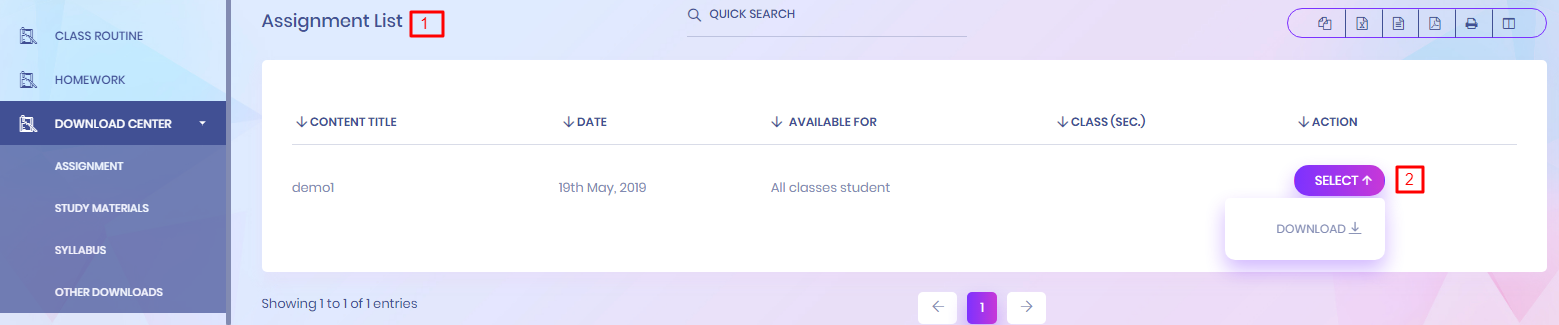 CLASS ROUTINE
HOMEWORK
DOWNLOAD CENTER
ASSIGNMENT
STUDY MATERIALS
SYLLABUS
OTHER DOWNLOADS
Assignment List 1
QUICK SEARCH
CONTENT TITLE DATE AVAILABLE FOR CLASS (SEC.) ACTION
demo1 19th May, 2019 All classes student SELECT 2
DOWNLOAD
Showing 1 to 1 of 1 entries
1